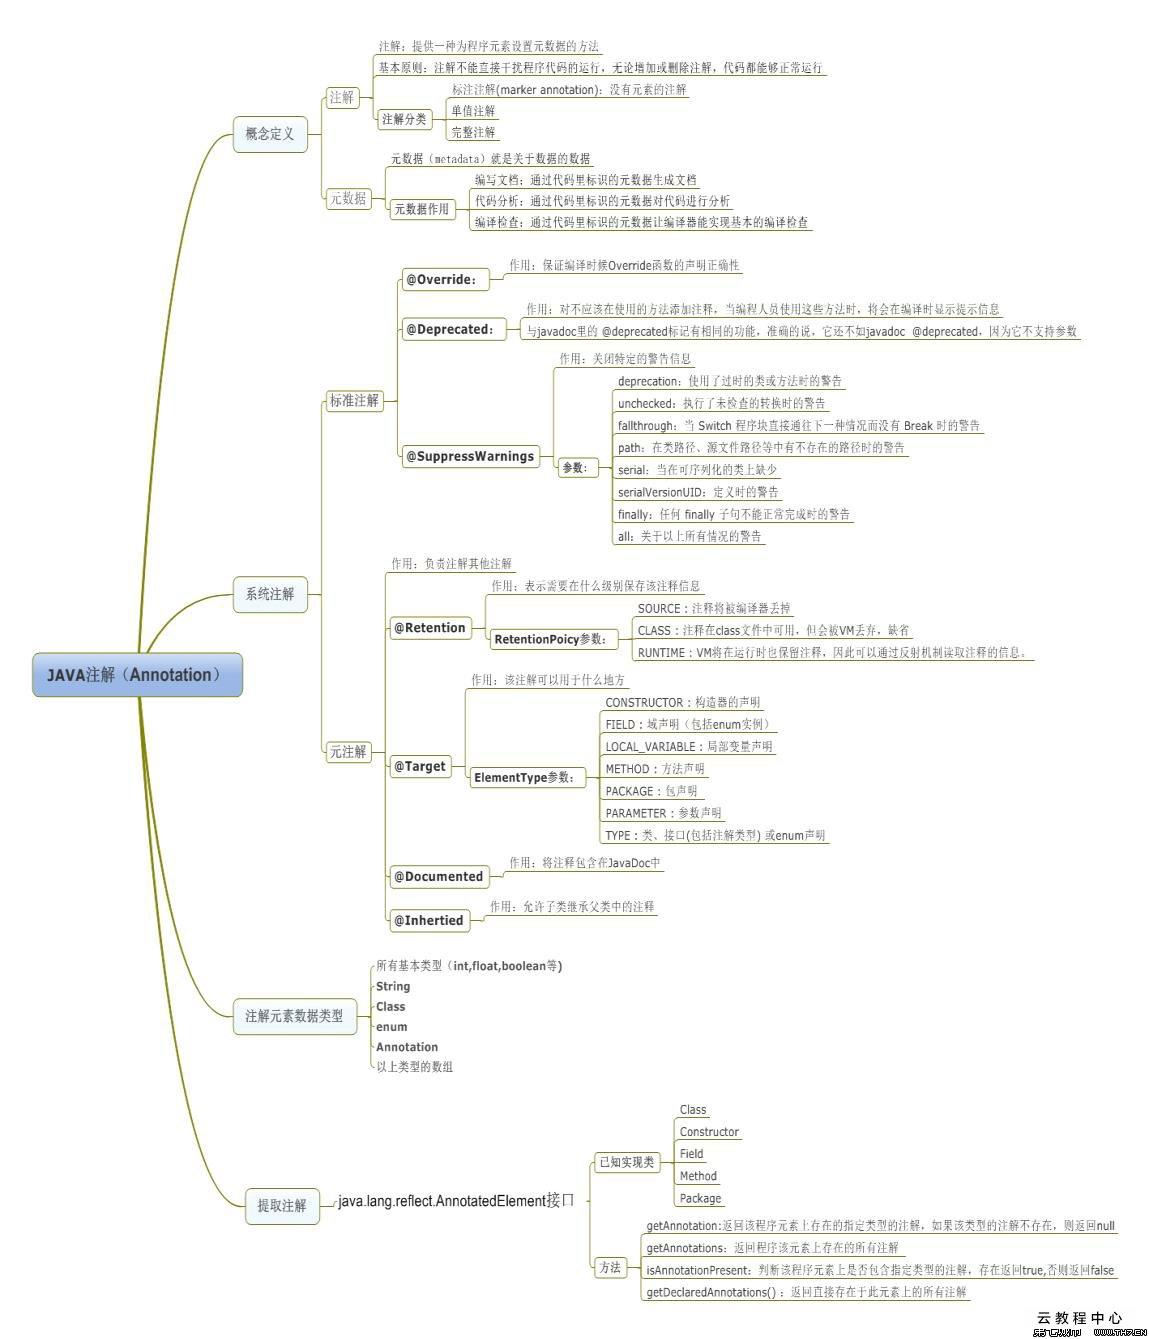 注解：提供一种为程序元素设置元数据的方法
基本原则：注解不能直接干扰程序代码的运行，无论增加或删除注解，代码都能够正常运行
注解
标注注解(marker annotation)：没有元素的注解
注解分类
单值注解
完整注解
概念定义
元数据（metadata）就是关于数据的数据
元数据
编写文档：通过代码里标识的元数据生成文档
元数据作用
代码分析：通过代码里标识的元数据对代码进行分析
编译检查：通过代码里标识的元数据让编译器能实现基本的编译检查
作用：保证编译时候Override函数的声明正确性
@Override：
作用：对不应该在使用的方法添加注释，当编程人员使用这些方法时，将会在编译时显示提示信息
@Deprecated：
与javadoc里的 @deprecated标记有相同的功能，准确的说，它还不如javadoc @deprecated，因为它不支持参数
标准注解
作用：关闭特定的警告信息
@SuppressWarnings
deprecation：使用了过时的类或方法时的警告
unchecked：执行了未检查的转换时的警告
fallthrough：当 Switch 程序块直接通往下一种情况而没有 Break 时的警告
path：在类路径、源文件路径等中有不存在的路径时的警告
参数：
serial：当在可序列化的类上缺少
serialVersionUID：定义时的警告
finally：任何 finally 子句不能正常完成时的警告
all：关于以上所有情况的警告
系统注解
作用：负责注解其他注解
作用：表示需要在什么级别保存该注释信息
@Retention
SOURCE：注释将被编译器丢掉
RetentionPoicy参数：
CLASS：注释在class文件中可用，但会被VM丢弃，缺省
RUNTIME：VM将在运行时也保留注释，因此可以通过反射机制读取注释的信息。
JAVA注解（Annotation）
元注解
作用：该注解可以用于什么地方
@Target
CONSTRUCTOR：构造器的声明
FIELD：域声明（包括enum实例）
LOCAL_VARIABLE：局部变量声明
ElementType参数：
METHOD：方法声明
PACKAGE：包声明
PARAMETER：参数声明
TYPE：类、接口(包括注解类型) 或enum声明
作用：将注释包含在JavaDoc中
@Documented
作用：允许子类继承父类中的注释
@Inhertied
所有基本类型（int,float,boolean等)
String
Class
注解元素数据类型
enum
Annotation
以上类型的数组
提取注解
java.lang.reflect.AnnotatedElement接口
Class
Constructor
已知实现类
Field
Method
Package
getAnnotation:返回该程序元素上存在的指定类型的注解，如果该类型的注解不存在，则返回null
getAnnotations：返回程序该元素上存在的所有注解
方法
isAnnotationPresent：判断该程序元素上是否包含指定类型的注解，存在返回true,否则返回false
getDeclaredAnnotations()：返回直接存在于此元素上的所有注解
云教程中心
第七城市 WWW.TH7.CN